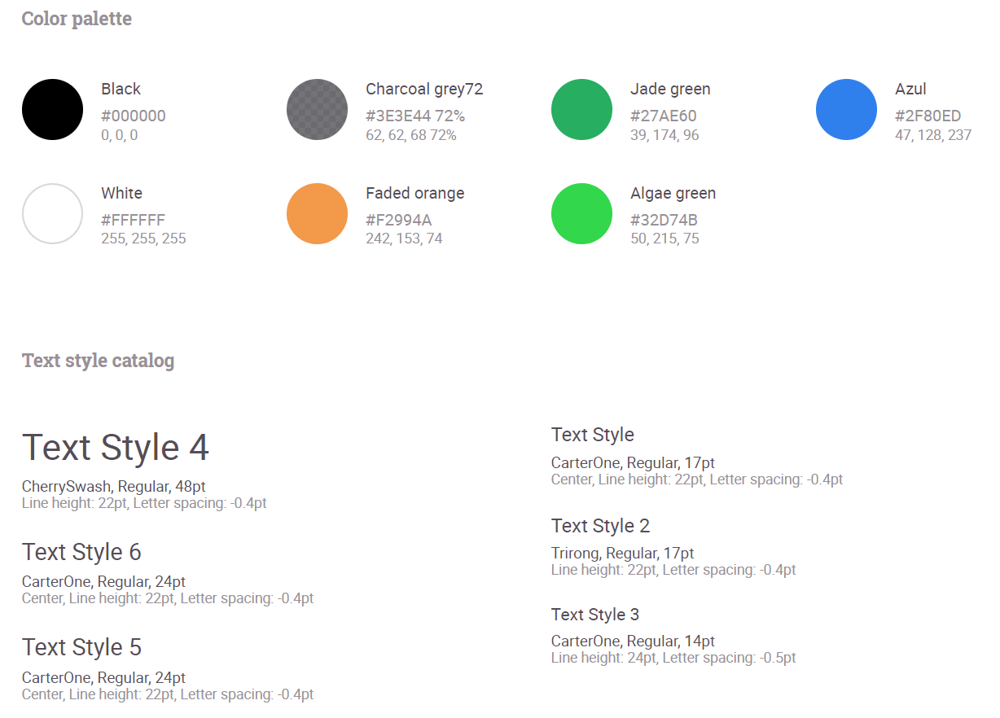 Color palette
Black
#000000
0, 0, 0
Charcoal grey72
#3E3E44 72%
62, 62, 68 72%
Jade green
#27AE60
39, 174, 96
Azul
#2F80ED
47, 128, 237
White
#FFFFFF
255, 255, 255
Faded orange
#F2994A
242, 153, 74
Algae green
#32D74B
50, 215, 75
Text style catalog
Text Style 4
CherrySwash, Regular, 48pt
Line height: 22pt, Letter spacing: -0.4pt
Text Style 6
CarterOne, Regular, 24pt
Center, Line height: 22pt, Letter spacing: -0.4pt
Text Style 5
CarterOne, Regular, 24pt
Center, Line height: 22pt, Letter spacing: -0.4pt
Text Style
CarterOne, Regular, 17pt
Center, Line height: 22pt, Letter spacing: -0.4pt
Text Style 2
Trirong, Regular, 17pt
Line height: 22pt, Letter spacing: -0.4pt
Text Style 3
CarterOne, Regular, 14pt
Line height: 24pt, Letter spacing: -0.5pt